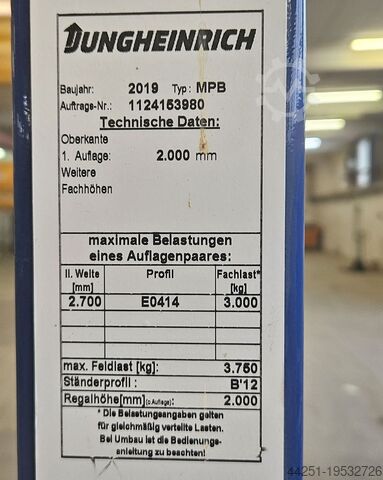 JUNGHEINRICH
Baujahr: 2019 Typ: MPB
Auftrags-Nr.: 1124153980
Technische Daten:
Oberkante
1. Auflage: 2.000 mm
Weitere
Fachhöhen
maximale Belastungen
eines Auflagenpaares:
li. Weite [mm] Profil Fachlast* [kg]
2.700 E0414 3.000
max. Feldlast [kg]: 3.750
Ständerprofil : B'12
Regalhöhe[mm](o.Auflage): 2.000
* Die Belastungsangaben gelten
für gleichmässig verteilte Lasten.
Bei Umbau ist die Bedienungs-
anleitung zu beachten!
44251-19532726